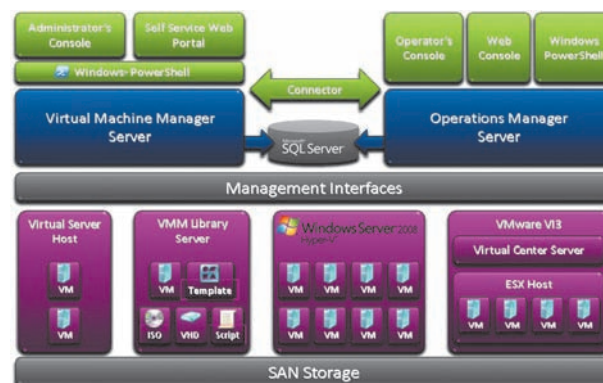 Administrator's
Console
Self Service Web
Portal
Windows PowerShell
Operator's
Console
Web
Console
Windows
PowerShell
Connector
Virtual Machine Manager
Server
Microsoft
SQL Server
Operations Manager
Server
Management Interfaces
Virtual Server
Host
VM
VM
VMM Library
Server
VM
Template
ISO
VHD
Script
Windows Server 2008
Hyper-V
VM
VM
VM
VM
VM
VM
VM
VM
VMware VI3
Virtual Center Server
ESX Host
VM
VM
VM
VM
SAN Storage